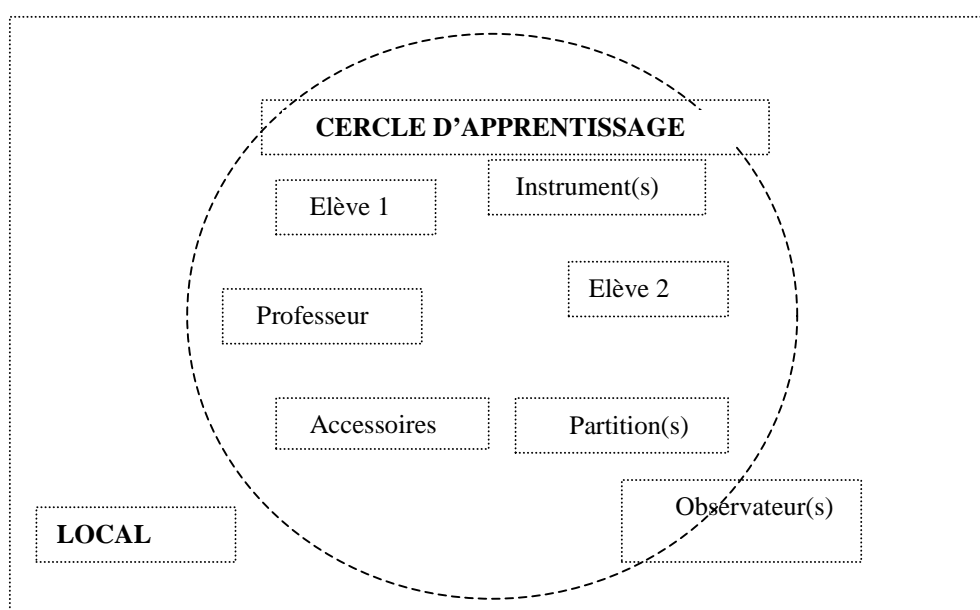 CERCLE D'APPRENTISSAGE
Instrument(s)
Elève 1
Elève 2
Professeur
Accessoires
Partition(s)
Observateur(s)
LOCAL